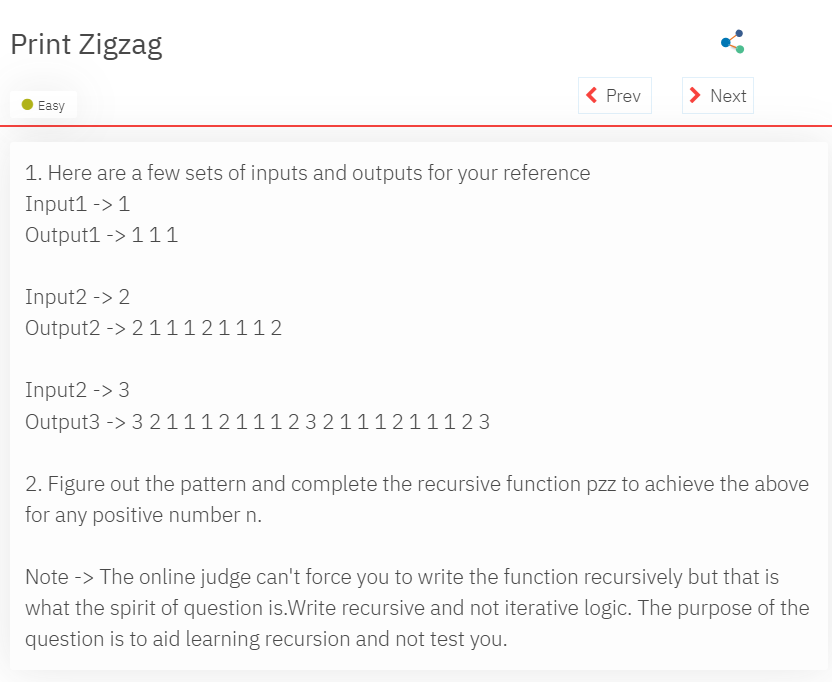 Print Zigzag
Easy
Prev
Next
1. Here are a few sets of inputs and outputs for your reference
Input1 -> 1
Output1 -> 1 1 1
Input2 -> 2
Output2 -> 2 1 1 1 2 1 1 1 2
Input2 -> 3
Output3 -> 3 2 1 1 1 2 1 1 1 2 3 2 1 1 1 2 1 1 1 2 3
2. Figure out the pattern and complete the recursive function pzz to achieve the above
for any positive number n.
Note -> The online judge can't force you to write the function recursively but that is
what the spirit of question is.Write recursive and not iterative logic. The purpose of the
question is to aid learning recursion and not test you.